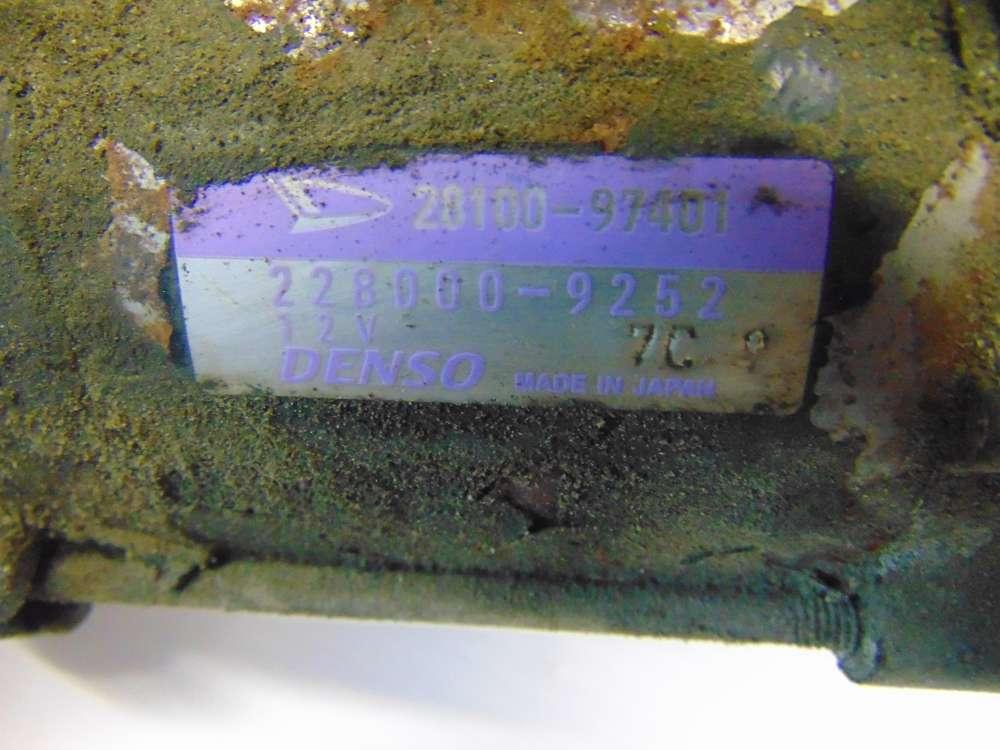 28100-97401
228000-9252
12V 7C
DENSO MADE IN JAPAN